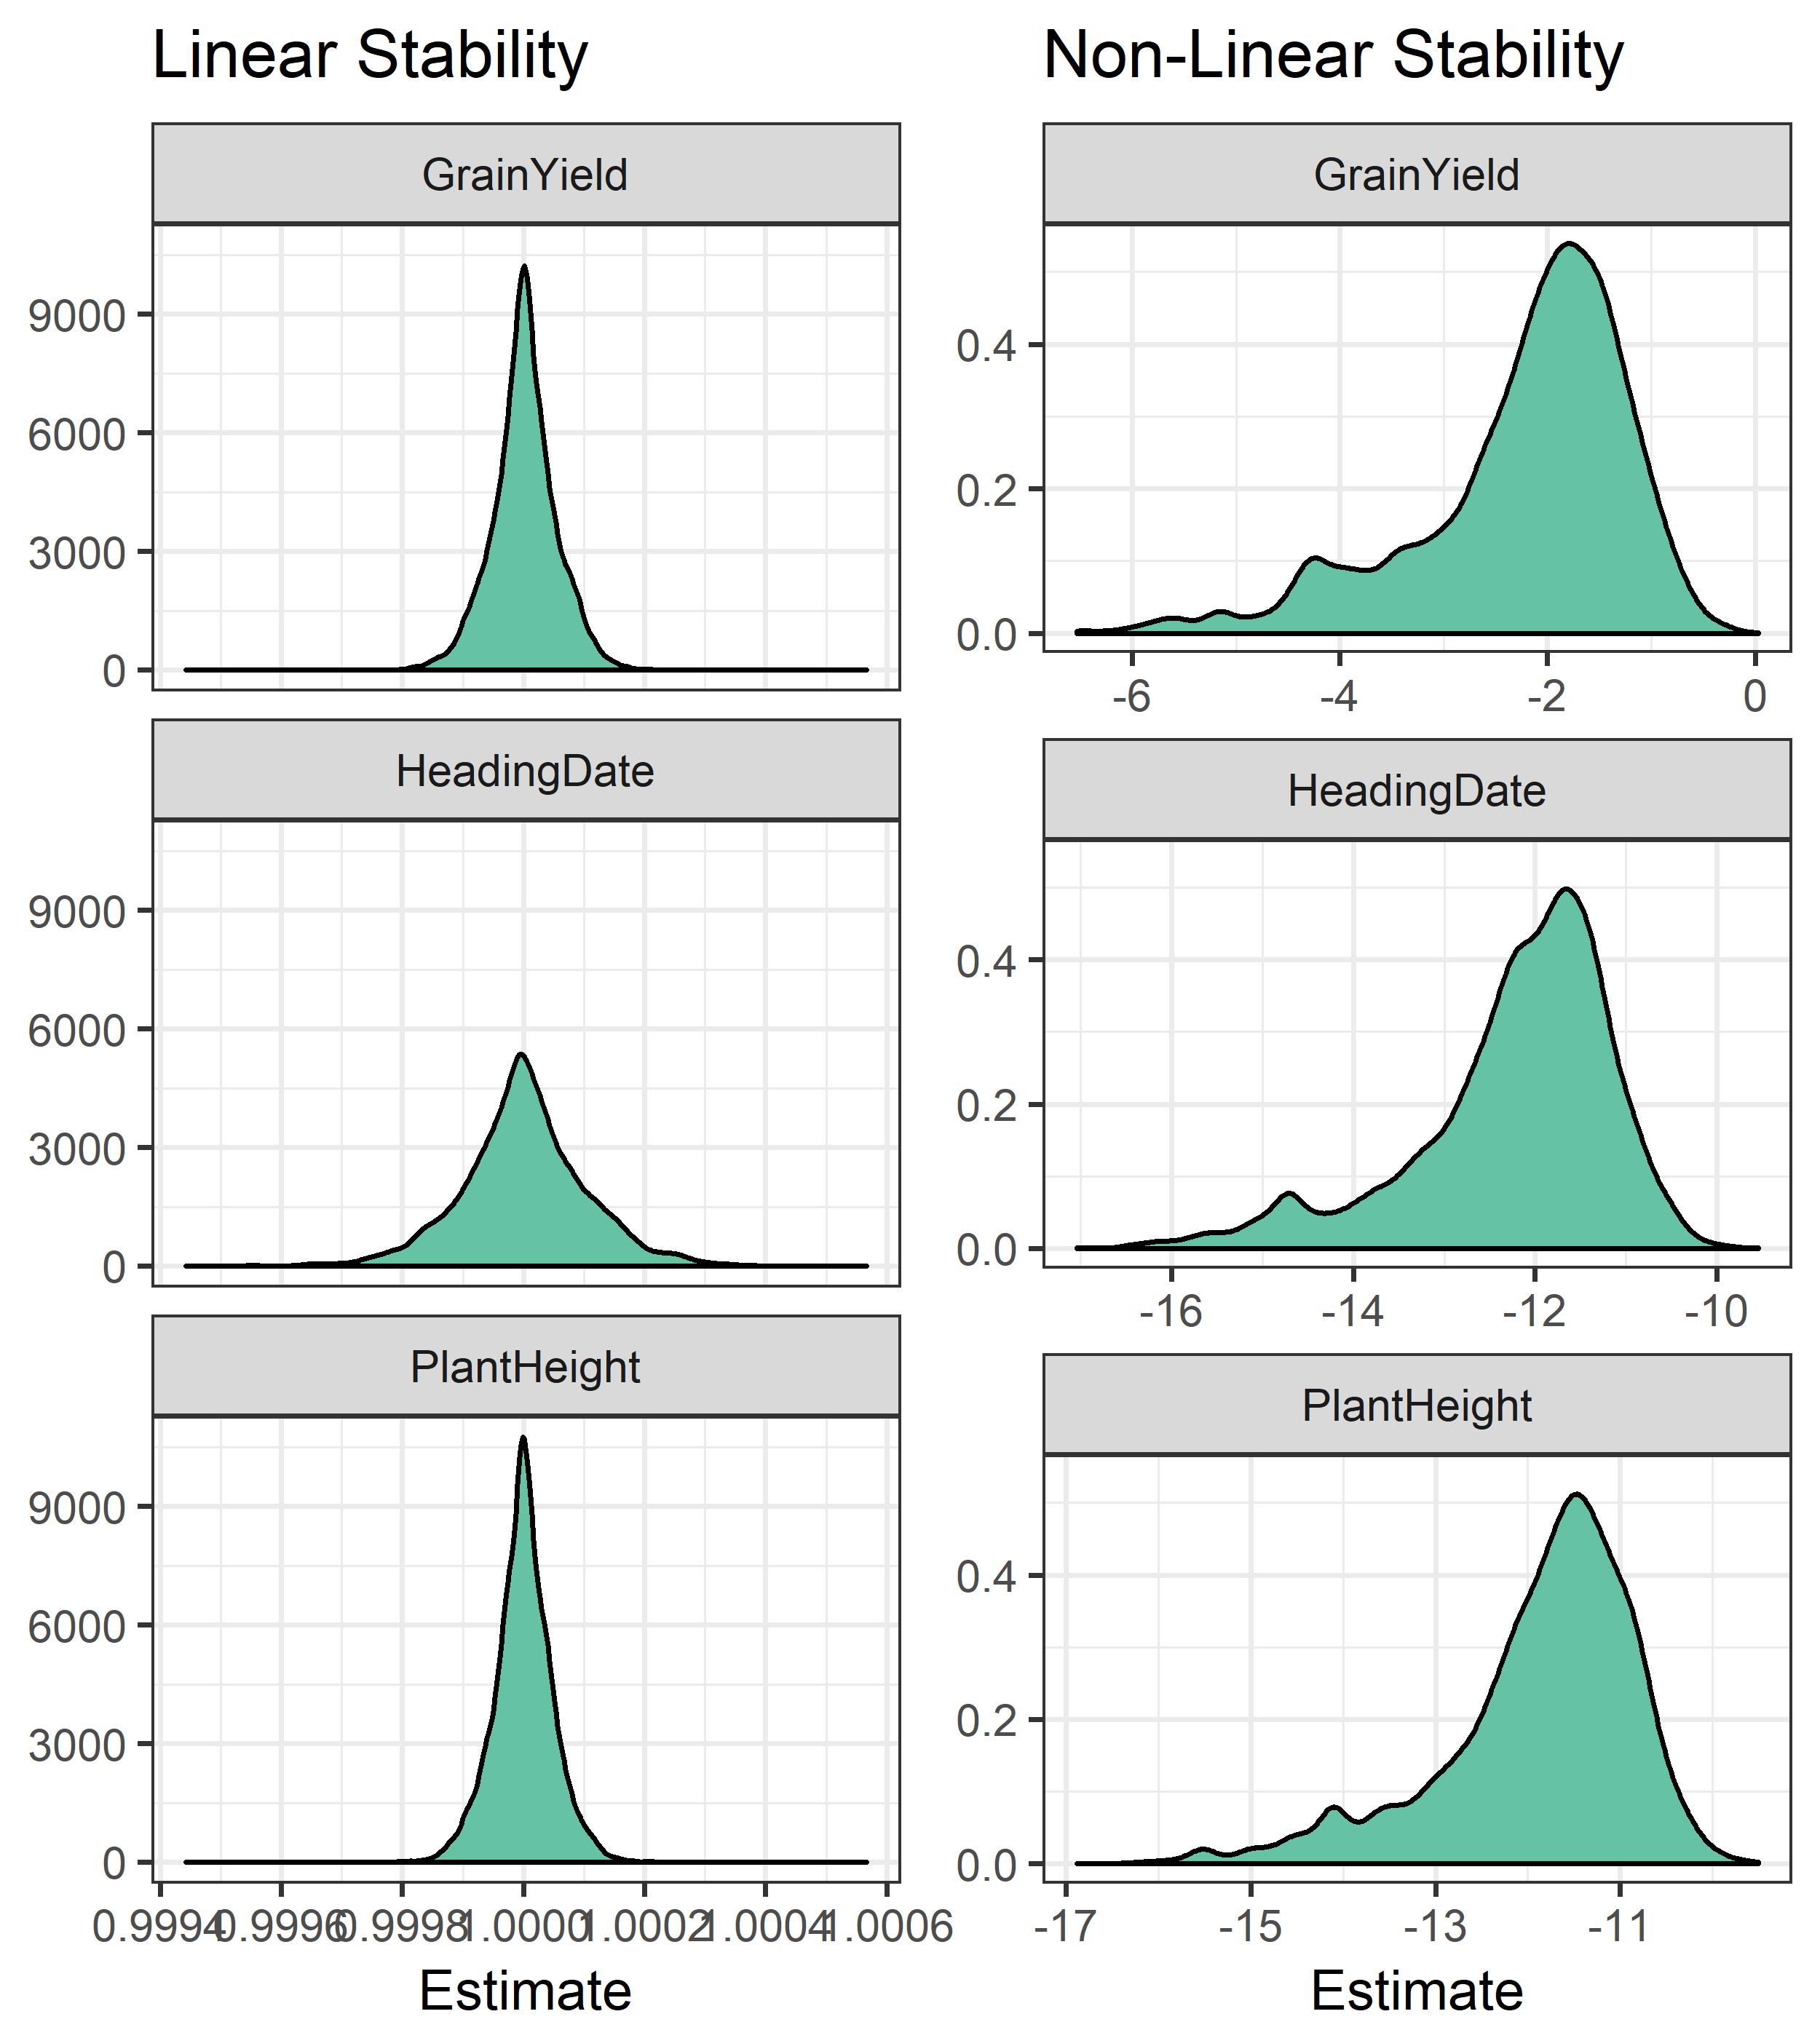 Linear Stability
GrainYield
9000
6000
3000
0
HeadingDate
9000
6000
3000
0
PlantHeight
9000
6000
3000
0
0.9994 0.9996 0.9998 1.0000 1.0002 1.0004 1.0006
Estimate
Non-Linear Stability
GrainYield
0.4
0.2
0.0
-6 -4 -2 0
HeadingDate
0.4
0.2
0.0
-16 -14 -12 -10
PlantHeight
0.4
0.2
0.0
-17 -15 -13 -11
Estimate